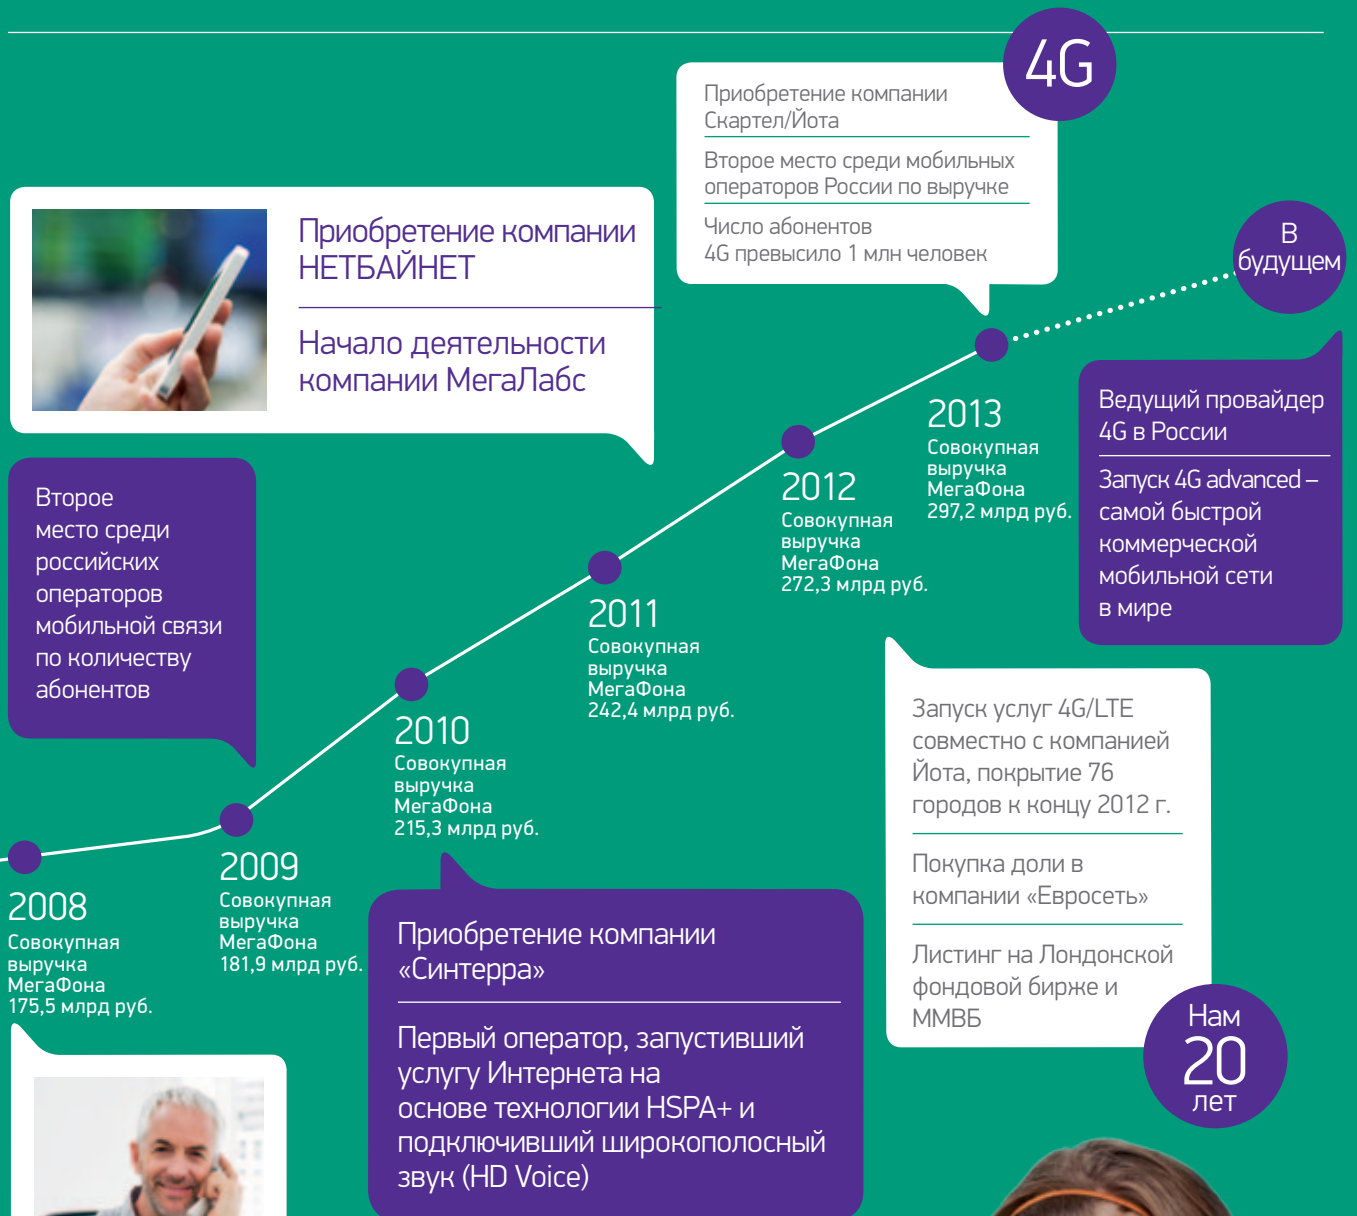 4G
Приобретение компании
Скартел/Йота
Второе место среди мобильных
операторов России по выручке
Число абонентов
4G превысило 1 млн человек
В
будущем
Приобретение компании
НЕТБАЙНЕТ
Начало деятельности
компании МегаЛабс
2013
Совокупная
выручка
МегаФона
297,2 млрд руб.
Ведущий провайдер
4G в России
Запуск 4G advanced –
самой быстрой
коммерческой
мобильной сети
в мире
Второе
место среди
российских
операторов
мобильной связи
по количеству
абонентов
2012
Совокупная
выручка
МегаФона
272,3 млрд руб.
2011
Совокупная
выручка
МегаФона
242,4 млрд руб.
2010
Совокупная
выручка
МегаФона
215,3 млрд руб.
Запуск услуг 4G/LTE
совместно с компанией
Йота, покрытие 76
городов к концу 2012 г.
Покупка доли в
компании «Евросеть»
Листинг на Лондонской
фондовой бирже и
ММВБ
2009
Совокупная
выручка
МегаФона
181,9 млрд руб.
2008
Совокупная
выручка
МегаФона
175,5 млрд руб.
Приобретение компании
«Синтерра»
Первый оператор, запустивший
услугу Интернета на
основе технологии HSPA+ и
подключивший широкополосный
звук (HD Voice)
Нам
20
лет